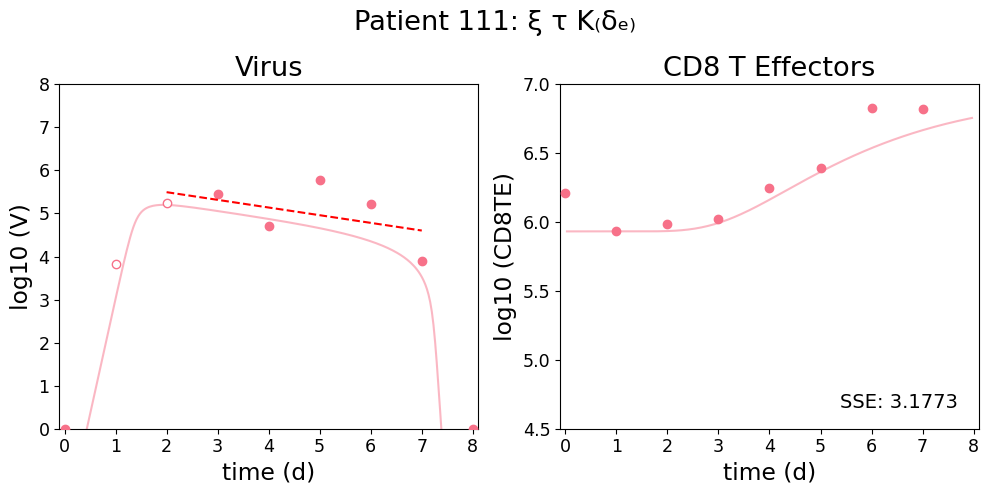 Patient 111: ξ τ K₍δₑ₎
Virus
CD8 T Effectors
log10 (V)
8
7
6
5
4
3
2
1
0
0 1 2 3 4 5 6 7 8
time (d)
log10 (CD8TE)
7.0
6.5
6.0
5.5
5.0
4.5
SSE: 3.1773
0 1 2 3 4 5 6 7 8
time (d)